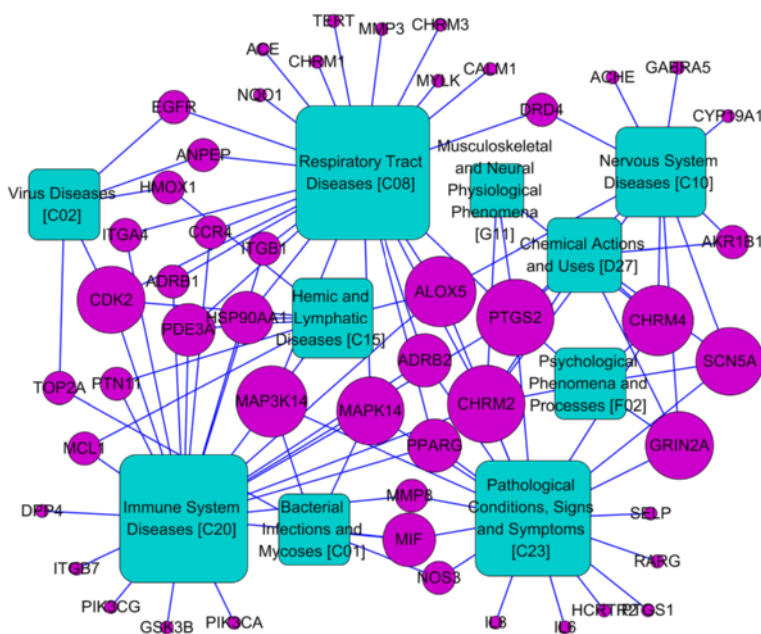 TERT
MMP3
CHRM3
ACE
CHRM1
CALM1
GABRA5
ACHE
MYLK
NQO1
CYP19A1
EGFR
DRD4
ANPEP
Musculoskeletal and
Neural
Physiological
Phenomena
[G11]
Respiratory Tract
Diseases [C08]
Nervous System
Diseases [C10]
Virus Diseases
[C02]
HMOX1
ITGA4
CCR4
ITGB1
Chemical Actions
and Uses [D27]
AKR1B1
ADRB1
CDK2
Hemic and
Lymphatic
Diseases [C15]
ALOX5
PDE3A
HSP90AA1
PTGS2
CHRM4
ADRB2
Psychological
Phenomena and
Processes [F02]
SCN5A
TOP2A
PTN11
MAP3K14
MAPK14
CHRM2
MCL1
PPARG
GRIN2A
DPP4
Immune System
Diseases [C20]
Bacterial
Infections and
Mycoses [C01]
MMP8
MIF
Pathological
Conditions, Signs
and Symptoms
[C23]
SELP
ITGB7
NOS3
RARG
PIK3CG
GSK3B
PIK3CA
IL8
IL6
HCRTR2
PTGS1